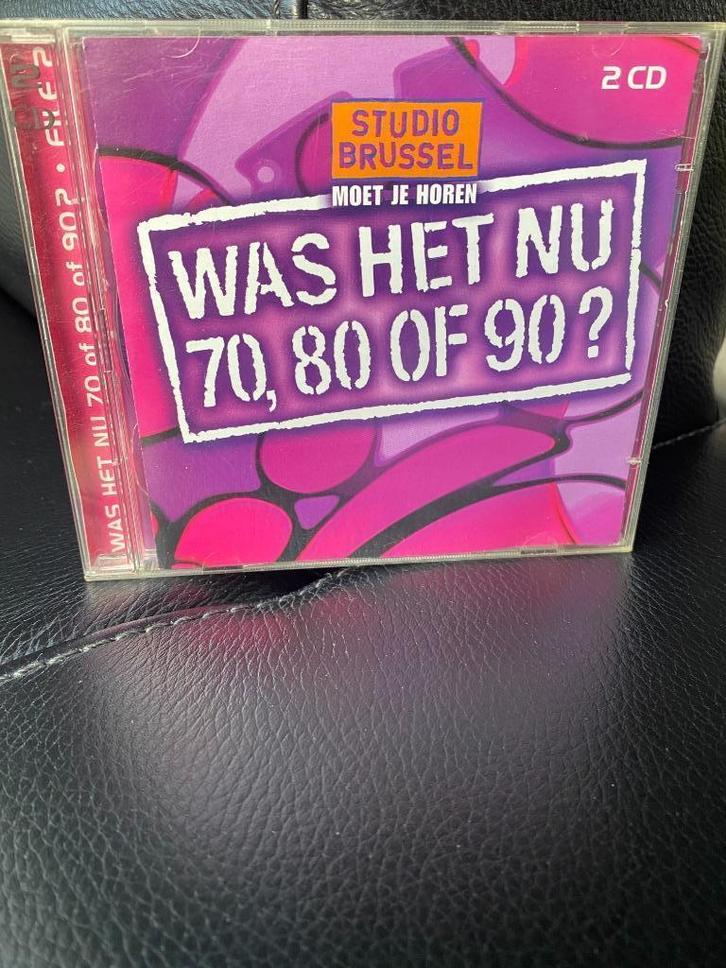 2 CD
STUDIO
BRUSSEL
MOET JE HOREN
WAS HET NU
70, 80 OF 90?
WAS HET NU 70 of 80 of 90? •